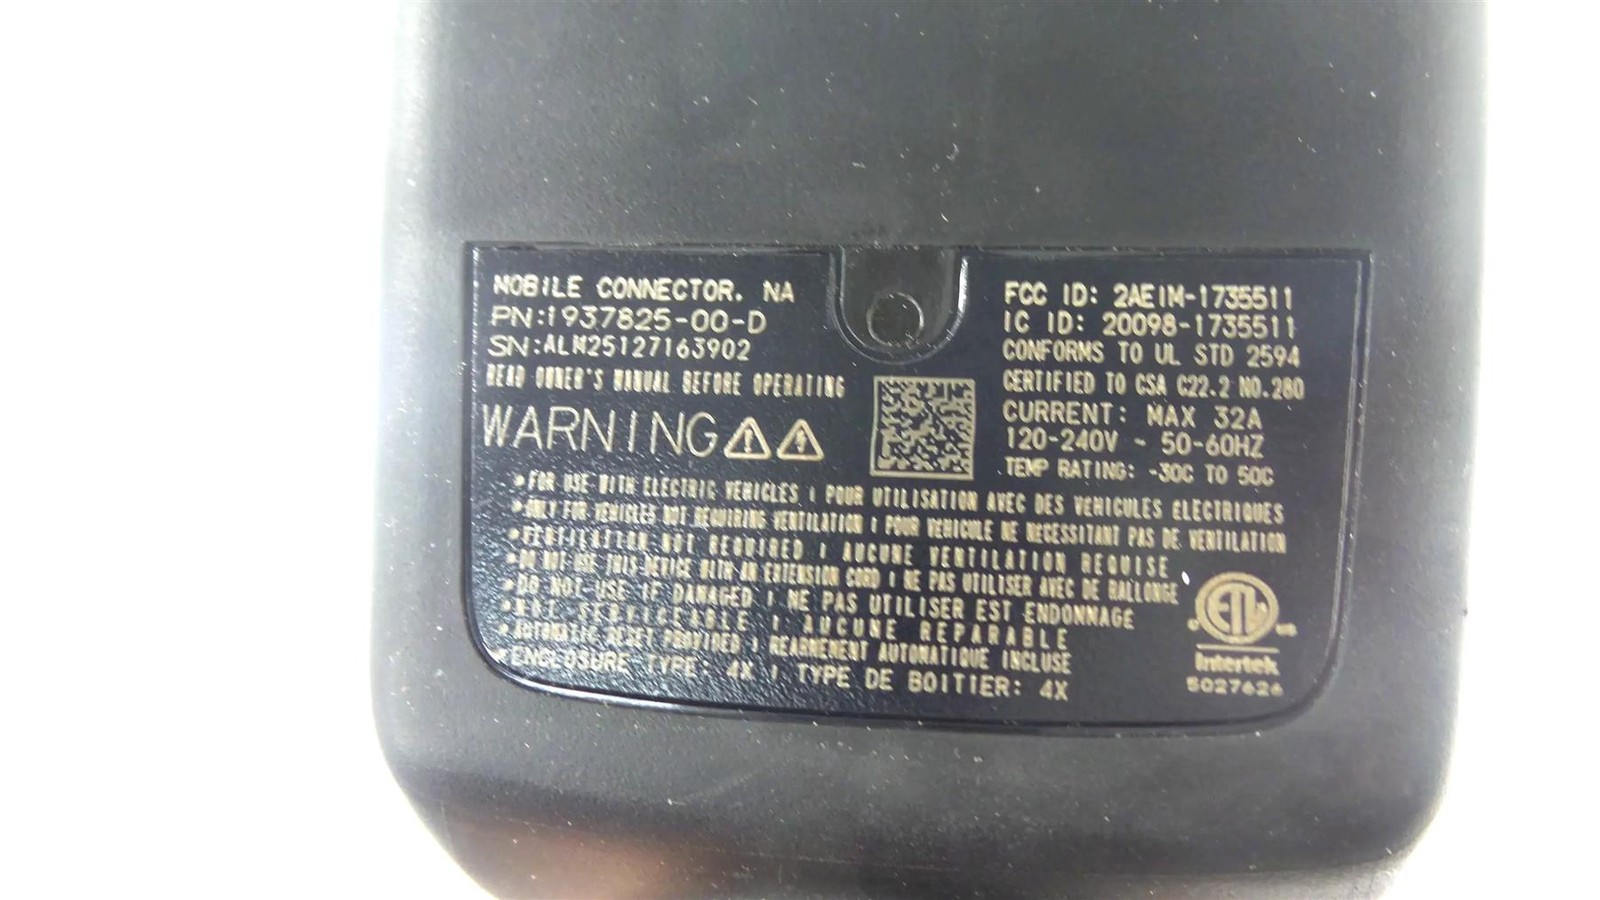 MOBILE CONNECTOR, NA
PN:1937825-00-D
SN:ALM25127163902
READ OWNER'S MANUAL BEFORE OPERATING
WARNING
FCC ID: 2AEIM-1735511
IC ID: 20098-1735511
CONFORMS TO UL STD 2594
CERTIFIED TO CSA C22.2 NO.280
CURRENT: MAX 32A
120-240V ~ 50-60HZ
TEMP RATING: -30C TO 50C
•FOR USE WITH ELECTRIC VEHICLES | POUR UTILISATION AVEC DES VEHICULES ELECTRIQUES
•ONLY FOR VEHICLES NOT REQUIRING VENTILATION | POUR VEHICULE NE NECESSITANT PAS DE VENTILATION
•VENTILATION NOT REQUIRED | AUCUNE VENTILATION REQUISE
•DO NOT USE THIS DEVICE WITH AN EXTENSION CORD | NE PAS UTILISER AVEC DE RALLONGE
•DO NOT USE IF DAMAGED | NE PAS UTILISER EST ENDONNAGE
•NOT SERVICEABLE | AUCUNE REPARABLE
•AUTOMATIC RESET PROVIDED | REARMEMENT AUTOMATIQUE INCLUSE
•ENCLOSURE TYPE: 4X | TYPE DE BOITIER: 4X
ETL
C US
Intertek
5027626